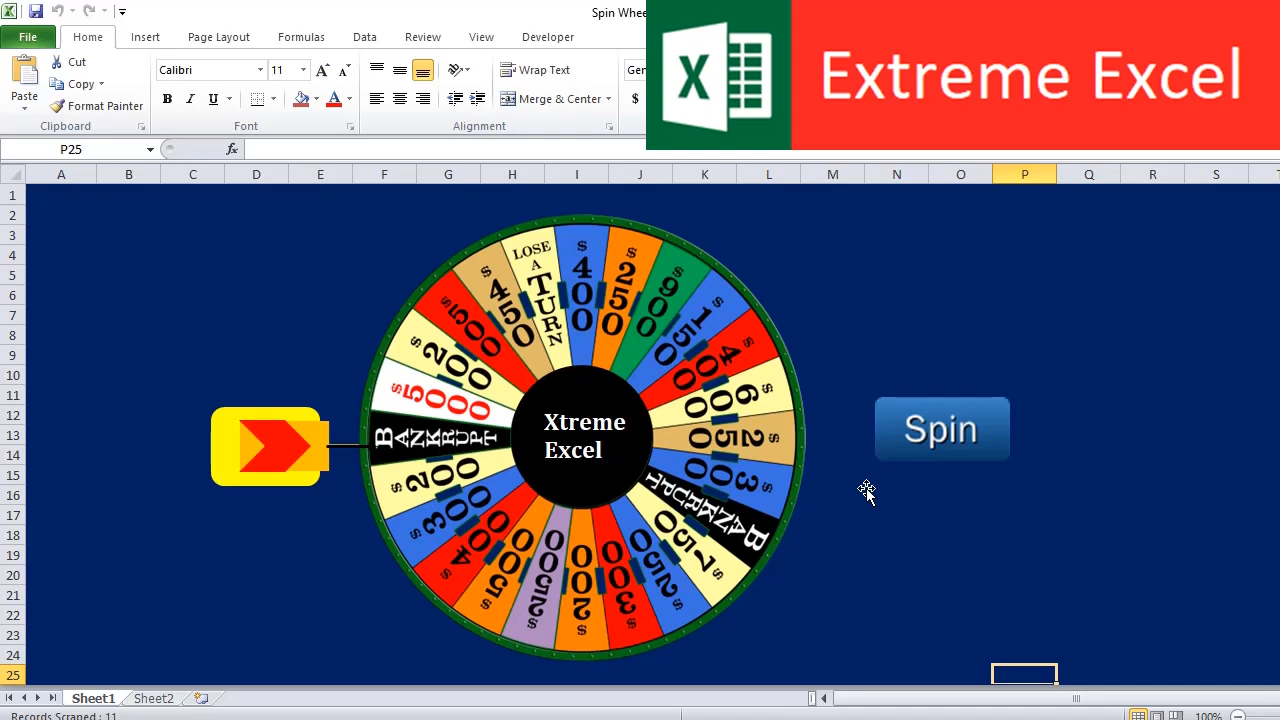 Spin Whee
File Home Insert Page Layout Formulas Data Review View Developer
Extreme Excel
Paste
Cut
Copy
Format Painter
Calibri 11
B I U A
Wrap Text
Merge & Center
Ger
$
Clipboard Font Alignment
P25 fx
A B C D E F G H I J K L M N O P Q R S T
1
2
3
4
5
6
7
8
9
10
11
12
13
14
15
16
17
18
19
20
21
22
23
24
25
LOSE A TURN
$400
$250
$900
$150
$400
$600
$250
$300
BANKRUPT
$750
$250
$300
$200
$2500
$500
$400
$300
$200
BANKRUPT
$5000
$200
$500
$450
Xtreme
Excel
Spin
Sheet1 Sheet2
Records Scraped : 11
100%